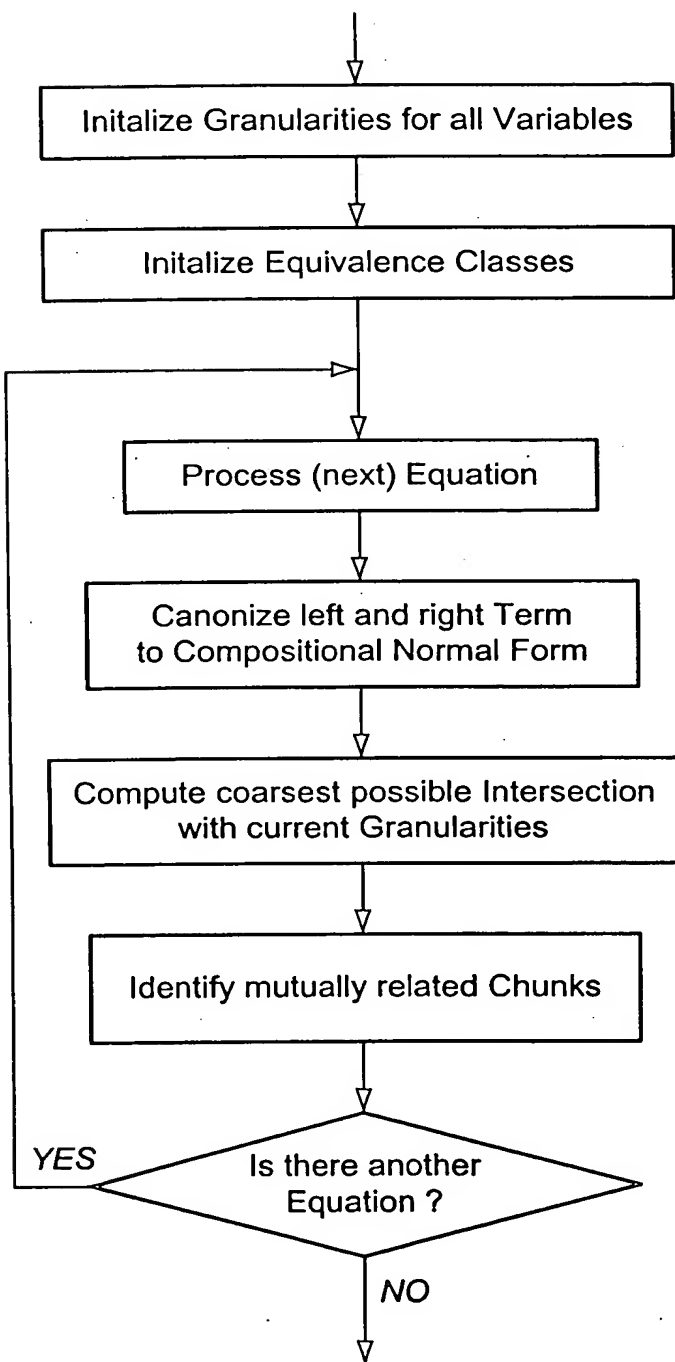 Initalize Granularities for all Variables
Initalize Equivalence Classes
Process (next) Equation
Canonize left and right Term
to Compositional Normal Form
Compute coarsest possible Intersection
with current Granularities
Identify mutually related Chunks
YES
Is there another
Equation ?
NO